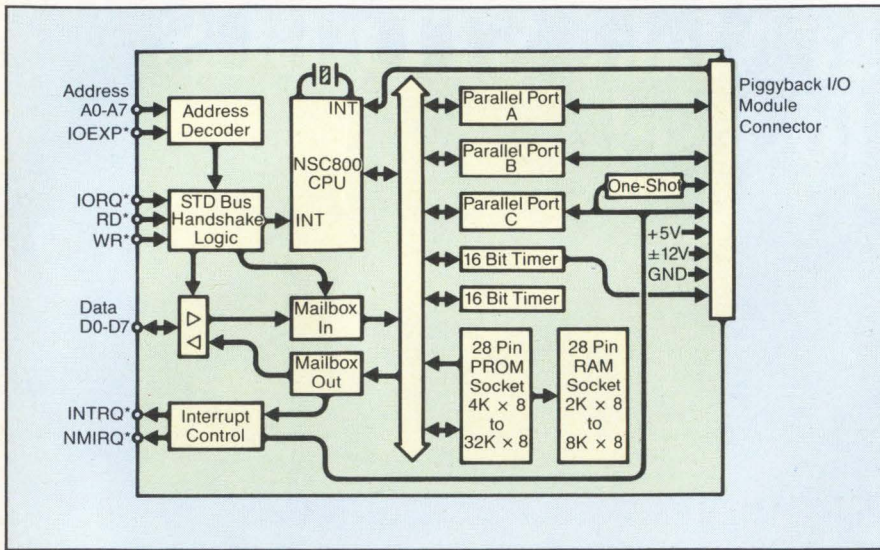 Address
A0-A7
IOEXP*
IORQ*
RD*
WR*
Data
D0-D7
INTRQ*
NMIRQ*
Address
Decoder
STD Bus
Handshake
Logic
INT
NSC800
CPU
INT
Mailbox
In
Mailbox
Out
Interrupt
Control
Parallel Port
A
Parallel Port
B
Parallel Port
C
One-Shot
16 Bit Timer
16 Bit Timer
28 Pin
PROM
Socket
4K × 8
to
32K × 8
28 Pin
RAM
Socket
2K × 8
to
8K × 8
+5V
±12V
GND
Piggyback I/O
Module
Connector